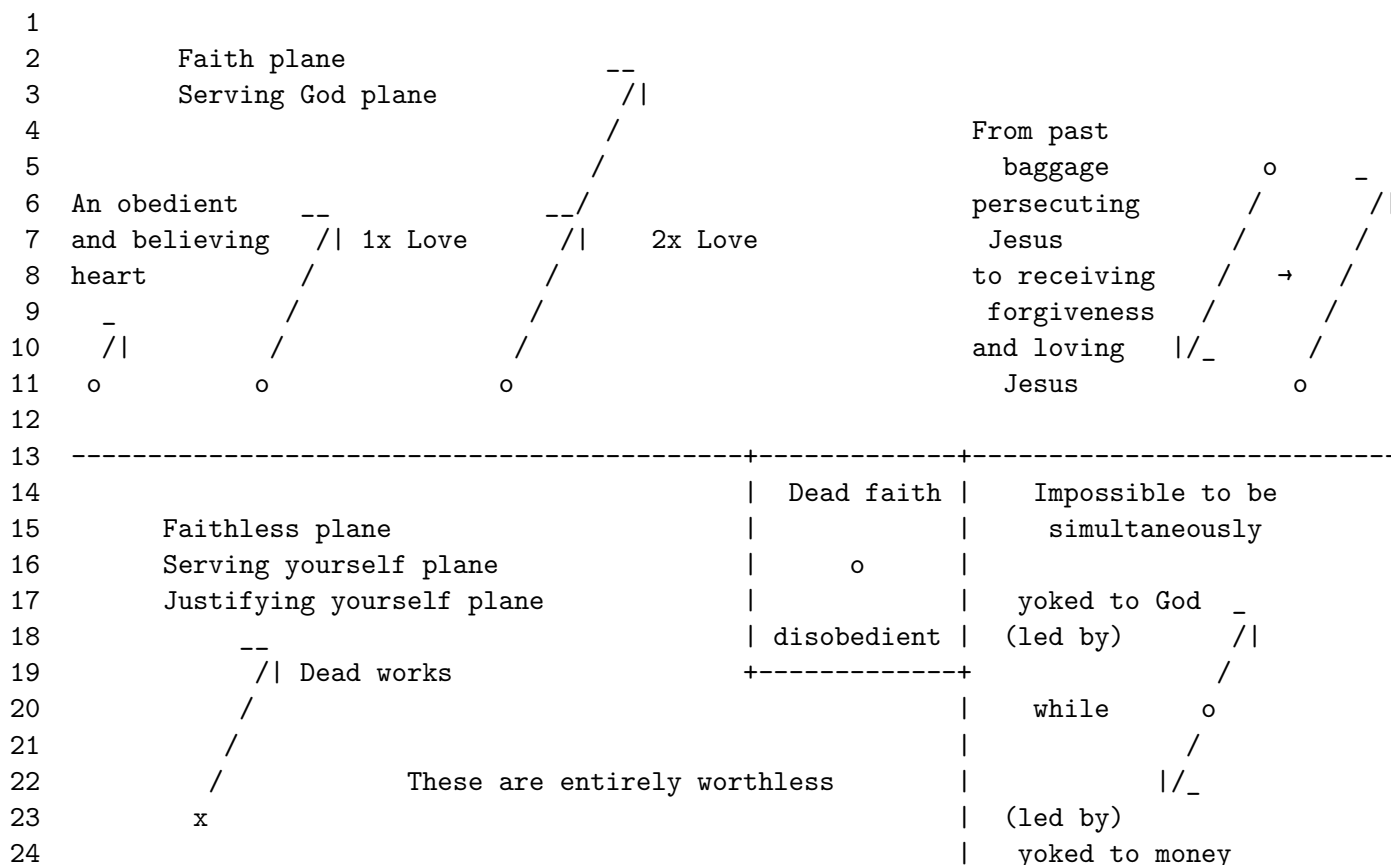 1
2 Faith plane __
3 Serving God plane /|
4 / From past
5 / baggage o _
6 An obedient __ __/ persecuting / /|
7 and believing /| 1x Love /| 2x Love Jesus / /
8 heart / / to receiving / → /
9 _ / / forgiveness / /
10 /| / / and loving |/_ /
11 o o o Jesus o
12
13 --------------------------------------------+-------------+----------------------------
14 | Dead faith | Impossible to be
15 Faithless plane | | simultaneously
16 Serving yourself plane | o |
17 Justifying yourself plane | | yoked to God _
18 __ | disobedient | (led by) /|
19 /| Dead works +-------------+ /
20 / | while o
21 / | /
22 / These are entirely worthless | |/_
23 x | (led by)
24 | yoked to money